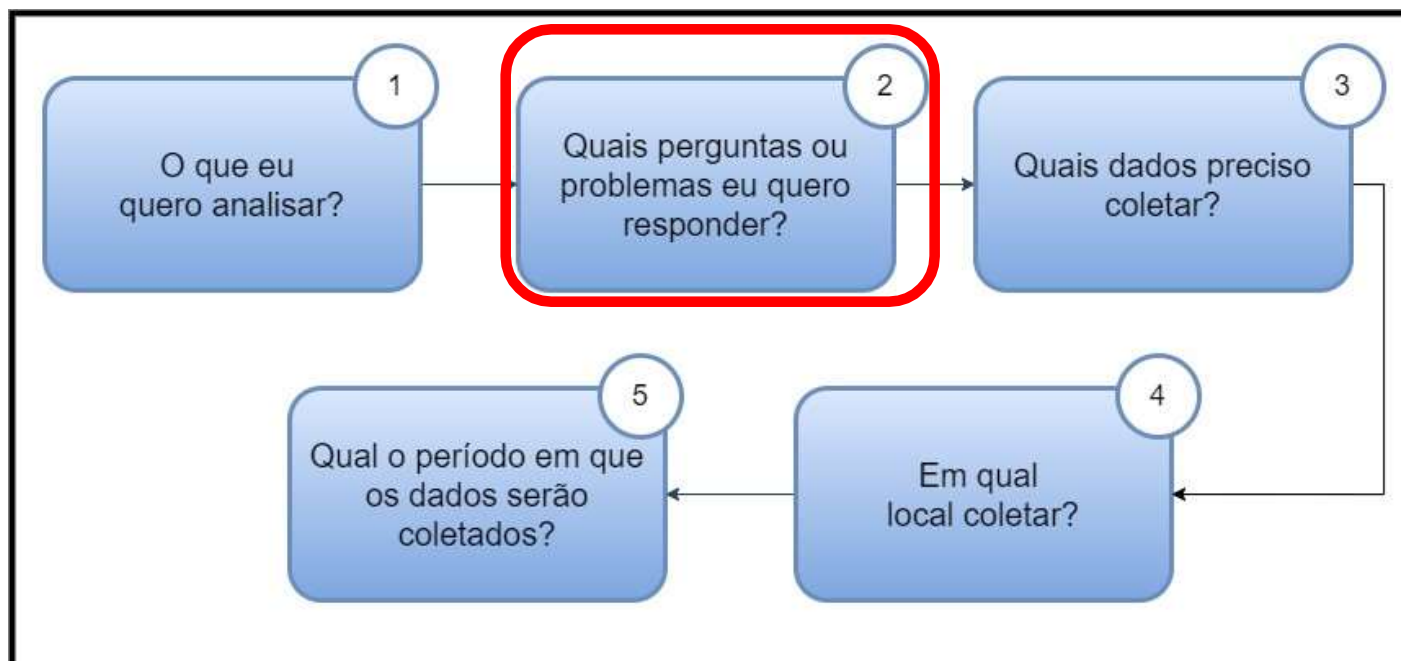 1
O que eu
quero analisar?
2
Quais perguntas ou
problemas eu quero
responder?
3
Quais dados preciso
coletar?
4
Em qual
local coletar?
5
Qual o período em que
os dados serão
coletados?